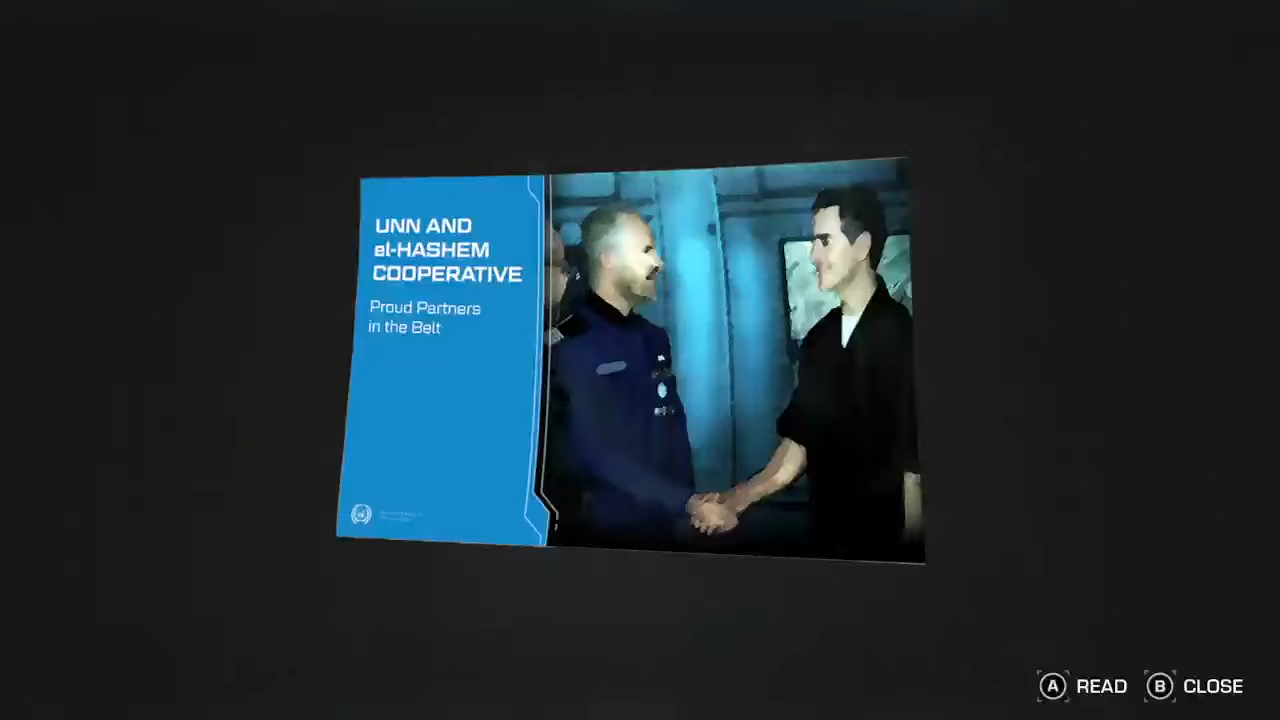 UNN AND
el-HASHEM
COOPERATIVE
Proud Partners
in the Belt
A READ B CLOSE